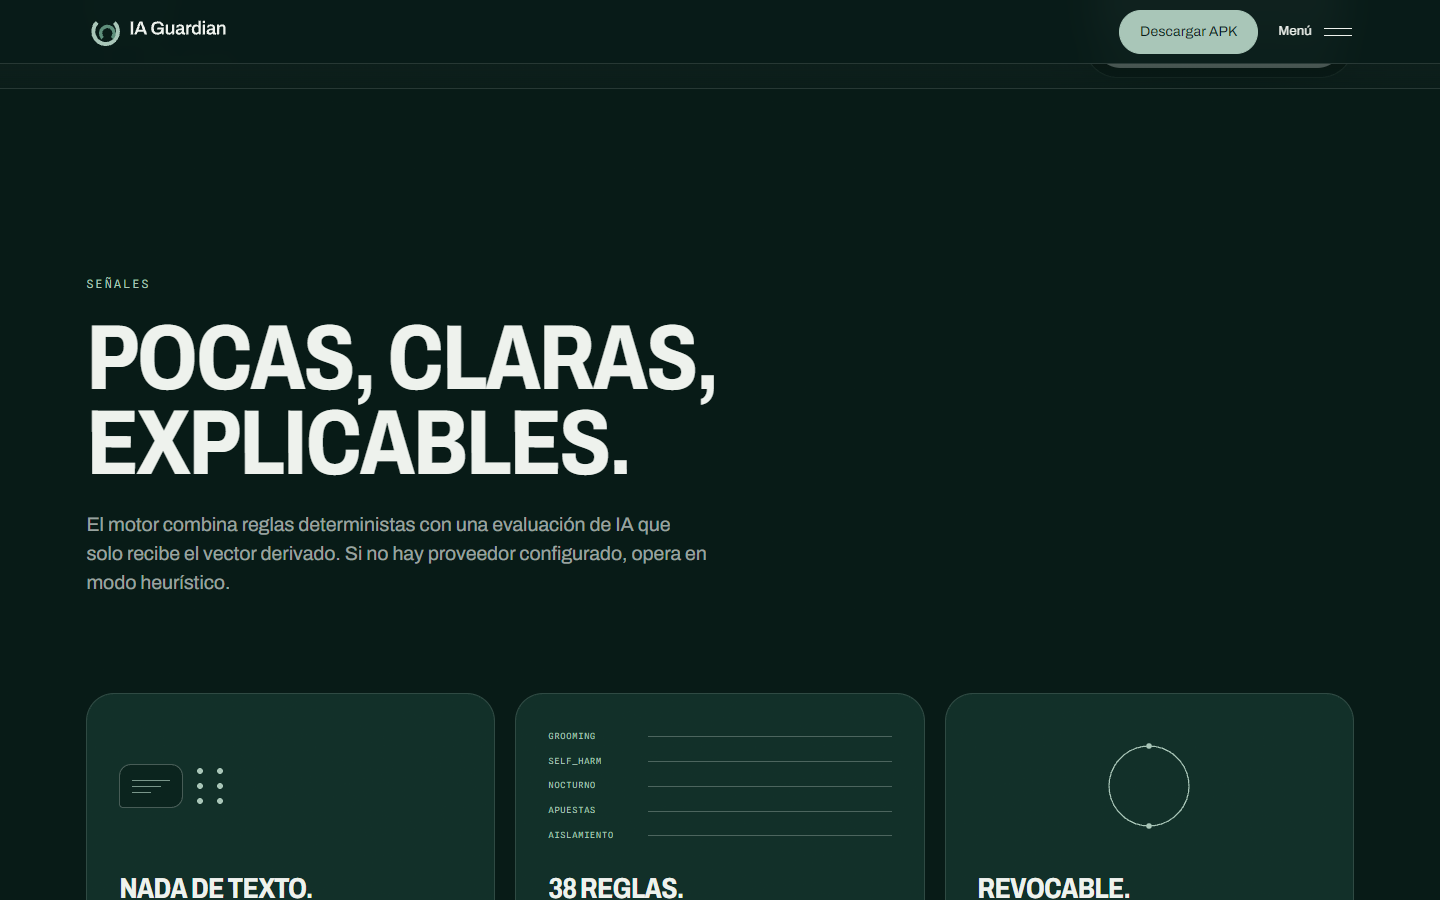 IA Guardian
Descargar APK
Menú
SEÑALES
POCAS, CLARAS,
EXPLICABLES.
El motor combina reglas deterministas con una evaluación de IA que
solo recibe el vector derivado. Si no hay proveedor configurado, opera en
modo heurístico.
GROOMING
SELF_HARM
NOCTURNO
APUESTAS
AISLAMIENTO
NADA DE TEXTO.
38 REGLAS.
REVOCABLE.